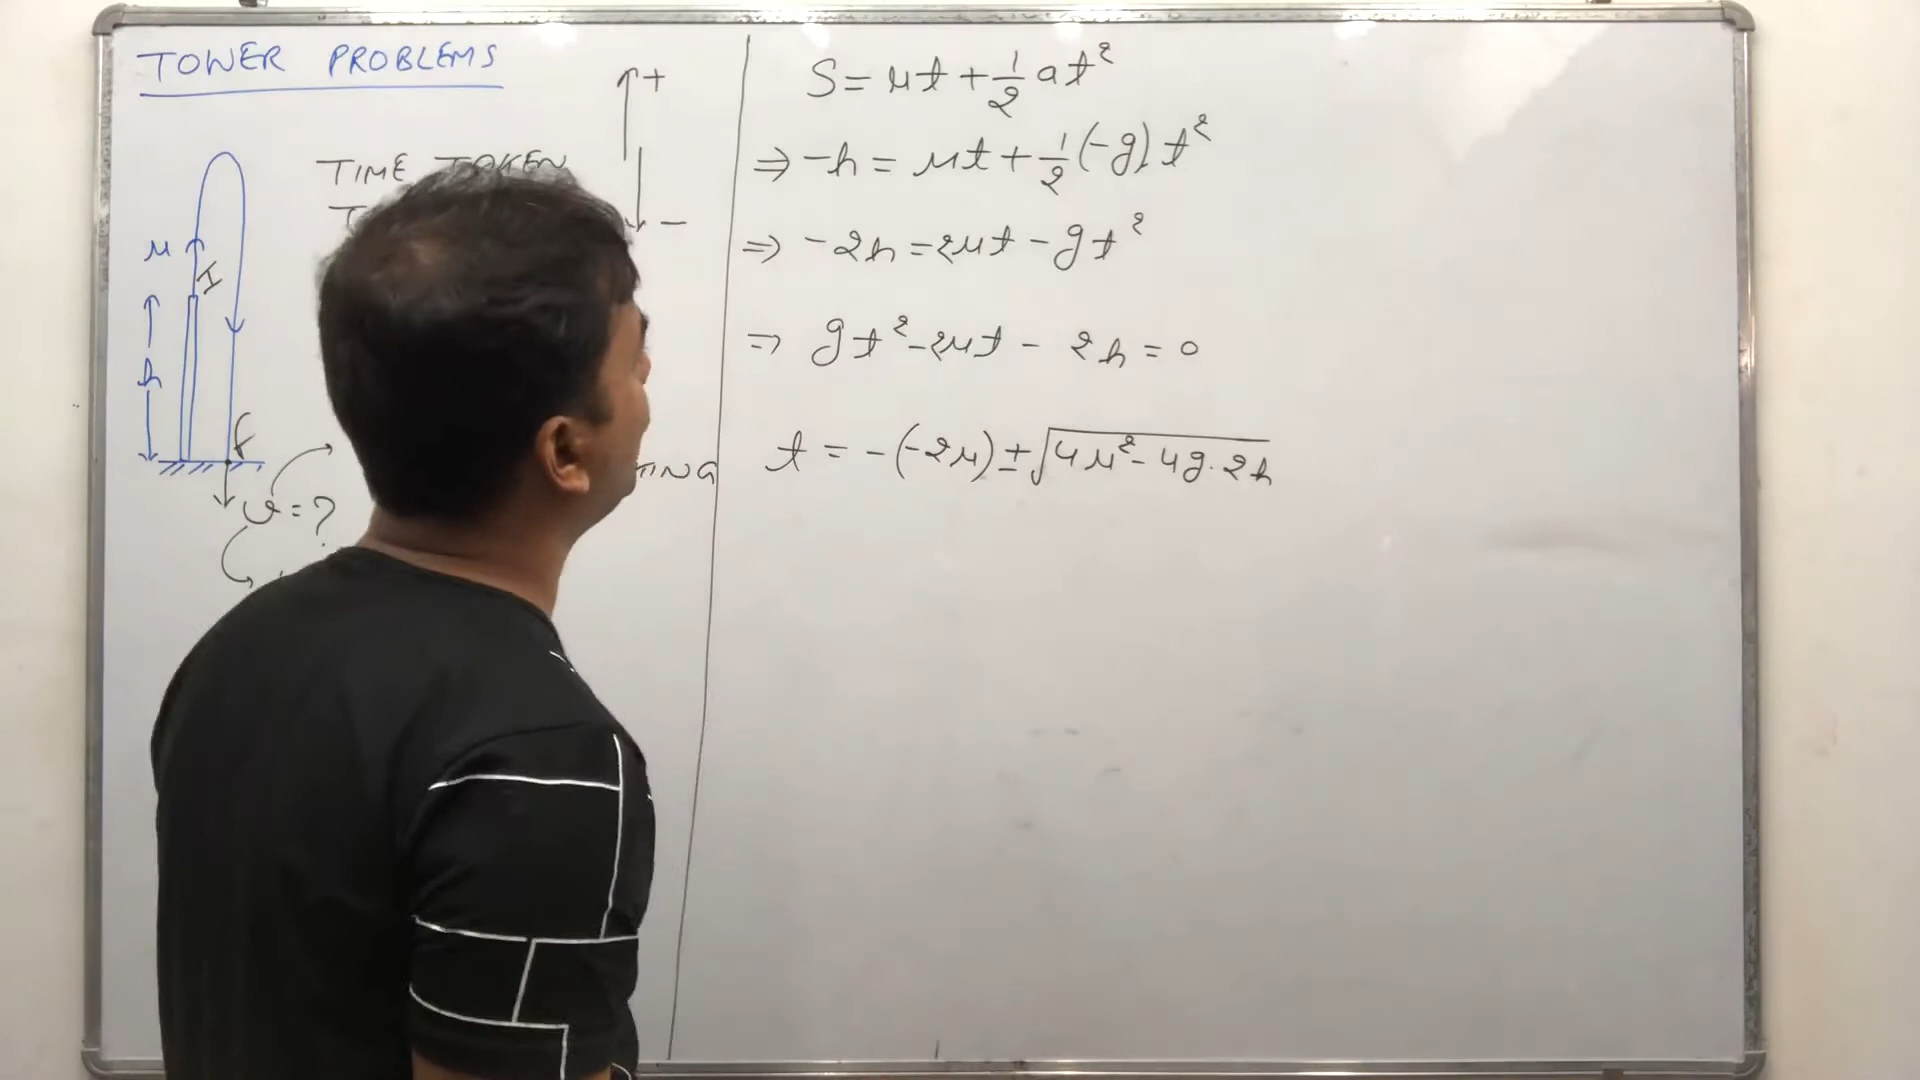 TOWER PROBLEMS
TIME TAKEN
+
−
u
I
h
f
v=?
S = ut + 1/2 at²
⇒ -h = ut + 1/2 (-g) t²
⇒ -2h = 2ut - gt²
⇒ gt² - 2ut - 2h = 0
t = -(-2u) ± √4u² - 4g.2h